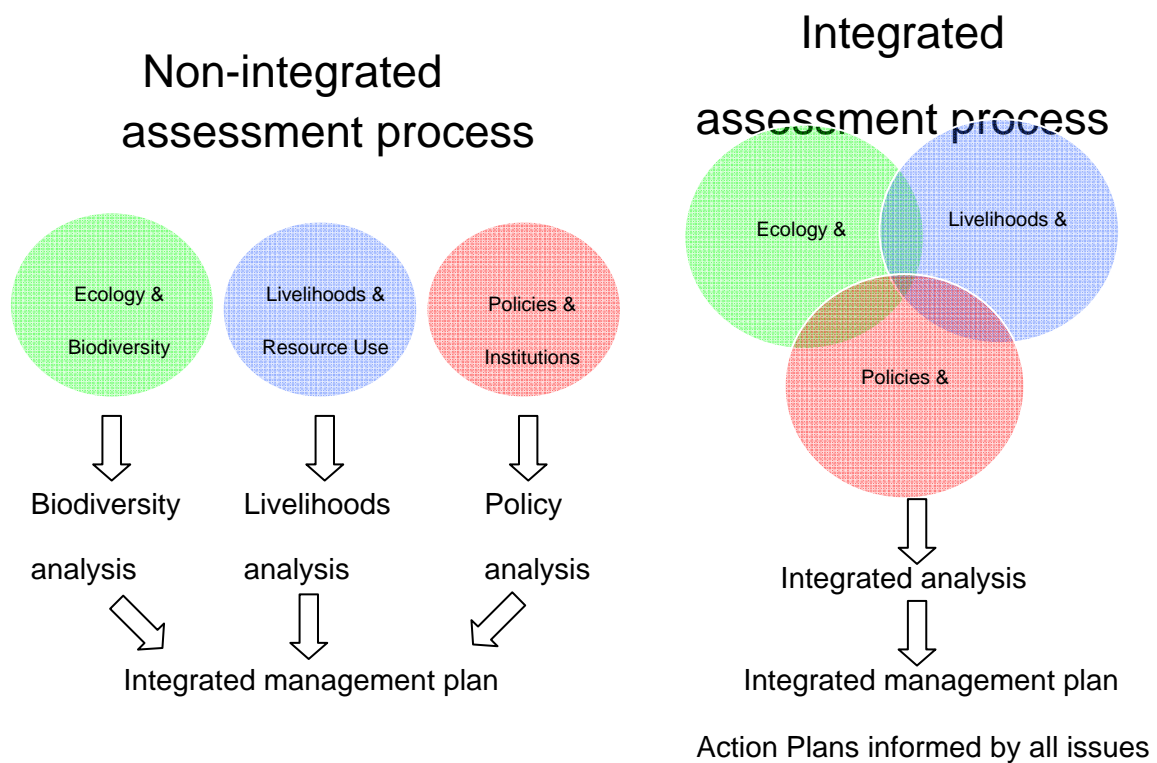 Non-integrated
assessment process
Ecology &
Biodiversity
Livelihoods &
Resource Use
Policies &
Institutions
Biodiversity
analysis
Livelihoods
analysis
Policy
analysis
Integrated management plan
Integrated
assessment process
Ecology &
Livelihoods &
Policies &
Integrated analysis
Integrated management plan
Action Plans informed by all issues